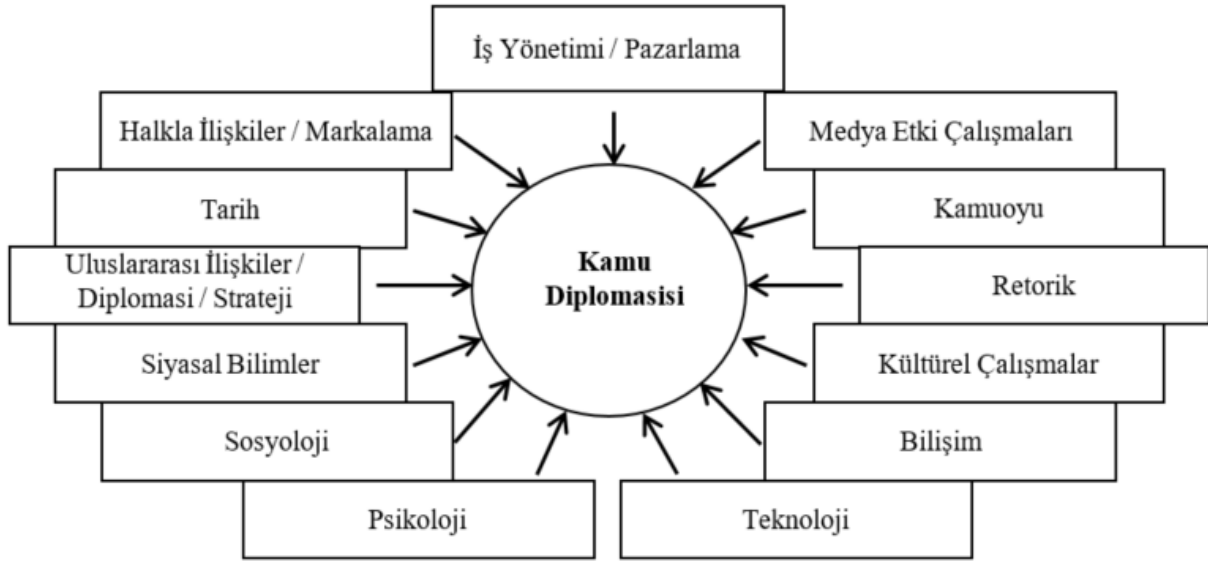 İş Yönetimi / Pazarlama
Halkla İlişkiler / Markalama
Medya Etki Çalışmaları
Tarih
Kamuoyu
Uluslararası İlişkiler /
Diplomasi / Strateji
Kamu
Diplomasisi
Retorik
Siyasal Bilimler
Kültürel Çalışmalar
Sosyoloji
Bilişim
Psikoloji
Teknoloji